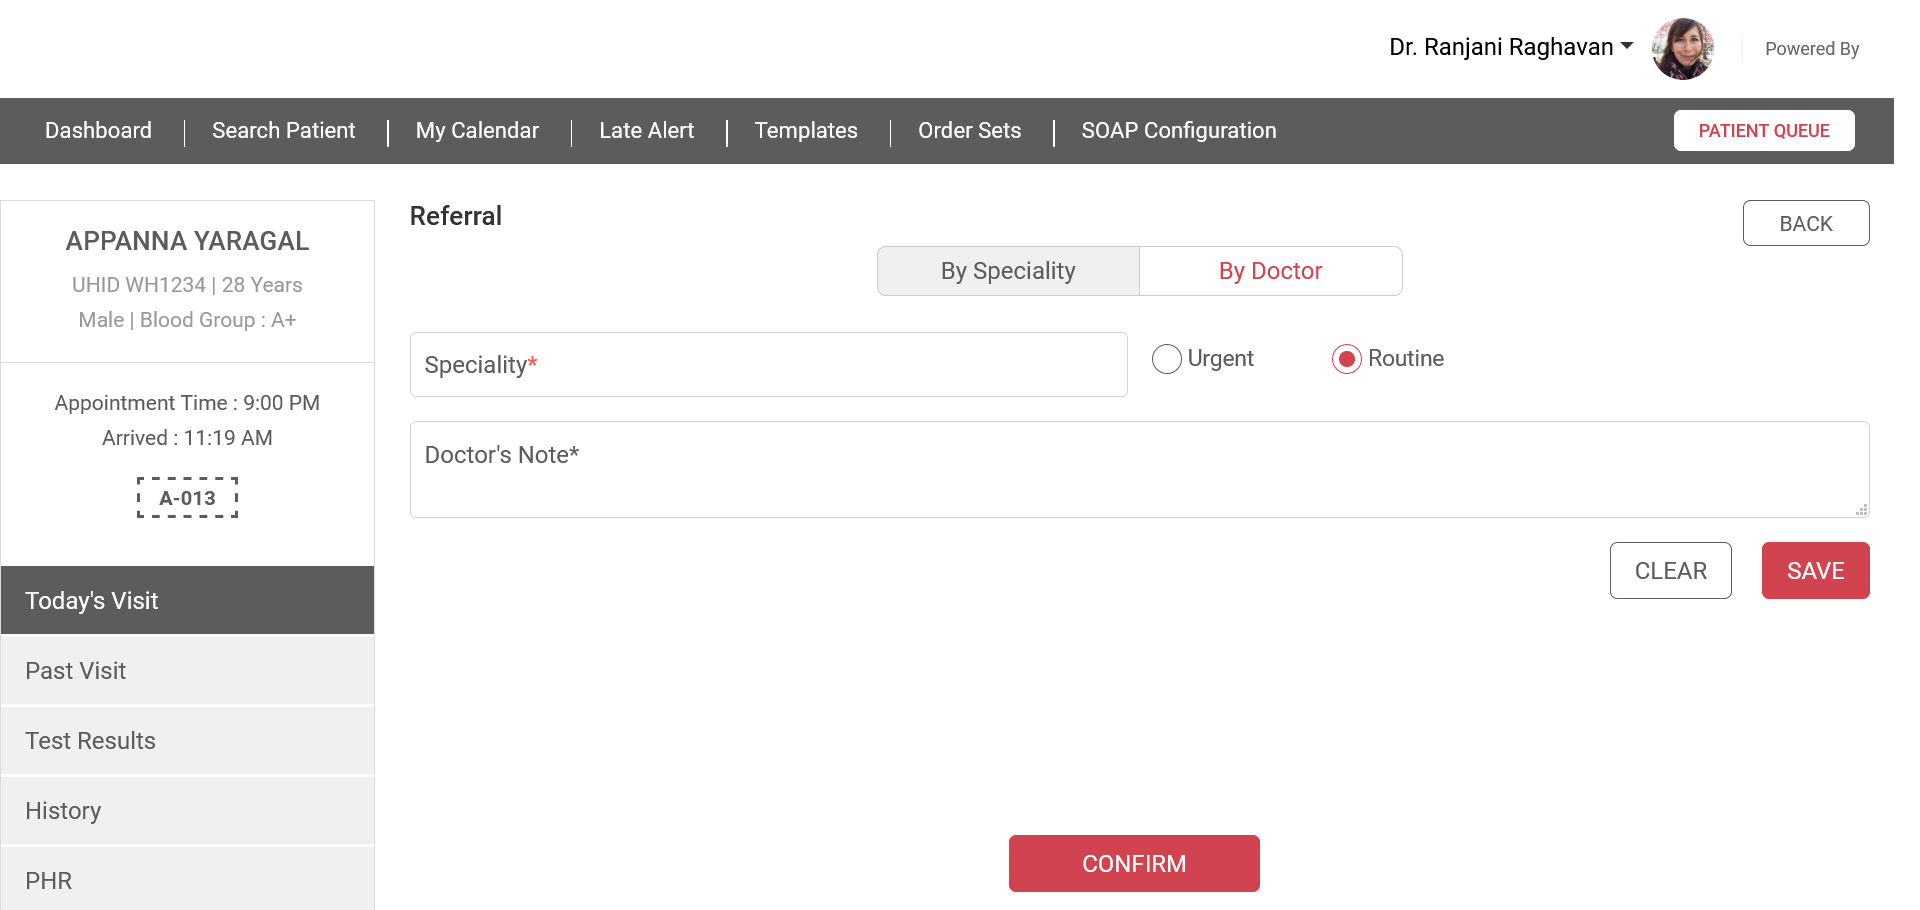 Dr. Ranjani Raghavan
Powered By
Dashboard
Search Patient
My Calendar
Late Alert
Templates
Order Sets
SOAP Configuration
PATIENT QUEUE
APPANNA YARAGAL
UHID WH1234 | 28 Years
Male | Blood Group : A+
Appointment Time : 9:00 PM
Arrived : 11:19 AM
A-013
Today's Visit
Past Visit
Test Results
History
PHR
Referral
BACK
By Speciality
By Doctor
Speciality*
Urgent
Routine
Doctor's Note*
CLEAR
SAVE
CONFIRM